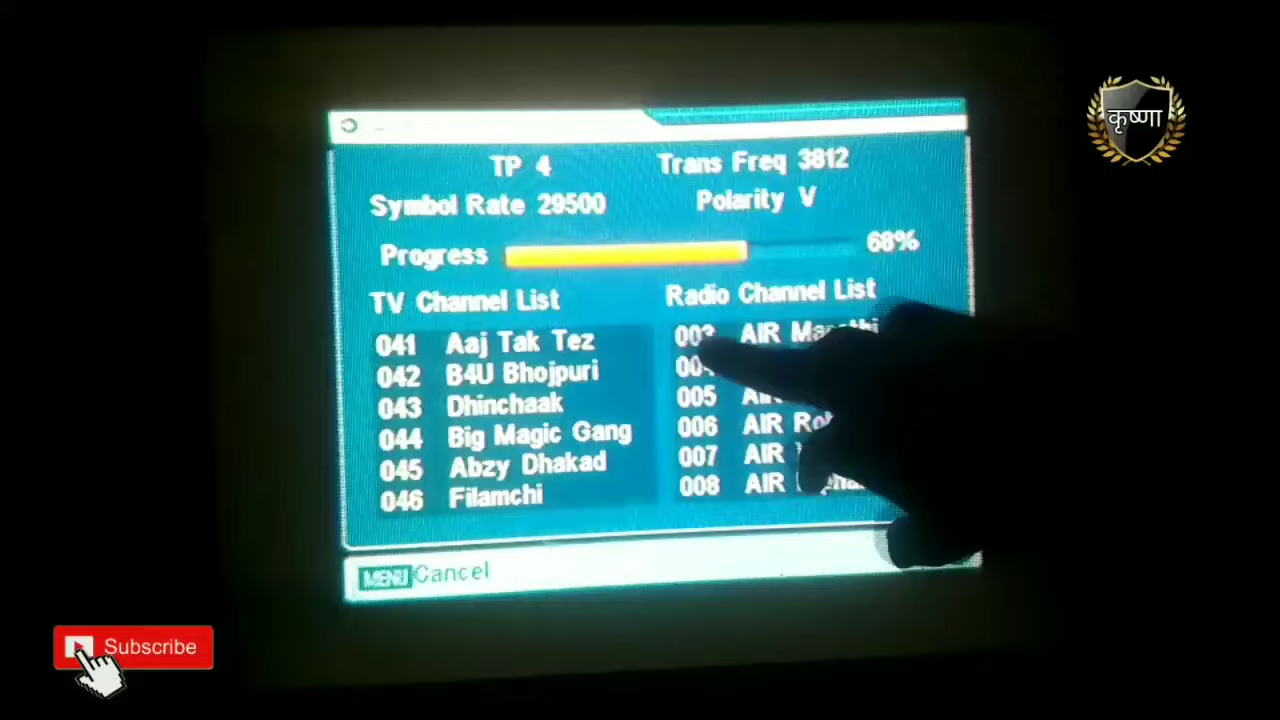 कृष्णा
TP 4
Trans Freq 3812
Symbol Rate 29500
Polarity V
Progress
68%
TV Channel List
Radio Channel List
041 Aaj Tak Tez
003 AIR
042 B4U Bhojpuri
043 Dhinchaak
005 AIR
044 Big Magic Gang
006 AIR
045 Abzy Dhakad
007 AIR
046 Filamchi
008 AIR
MENU Cancel
Subscribe